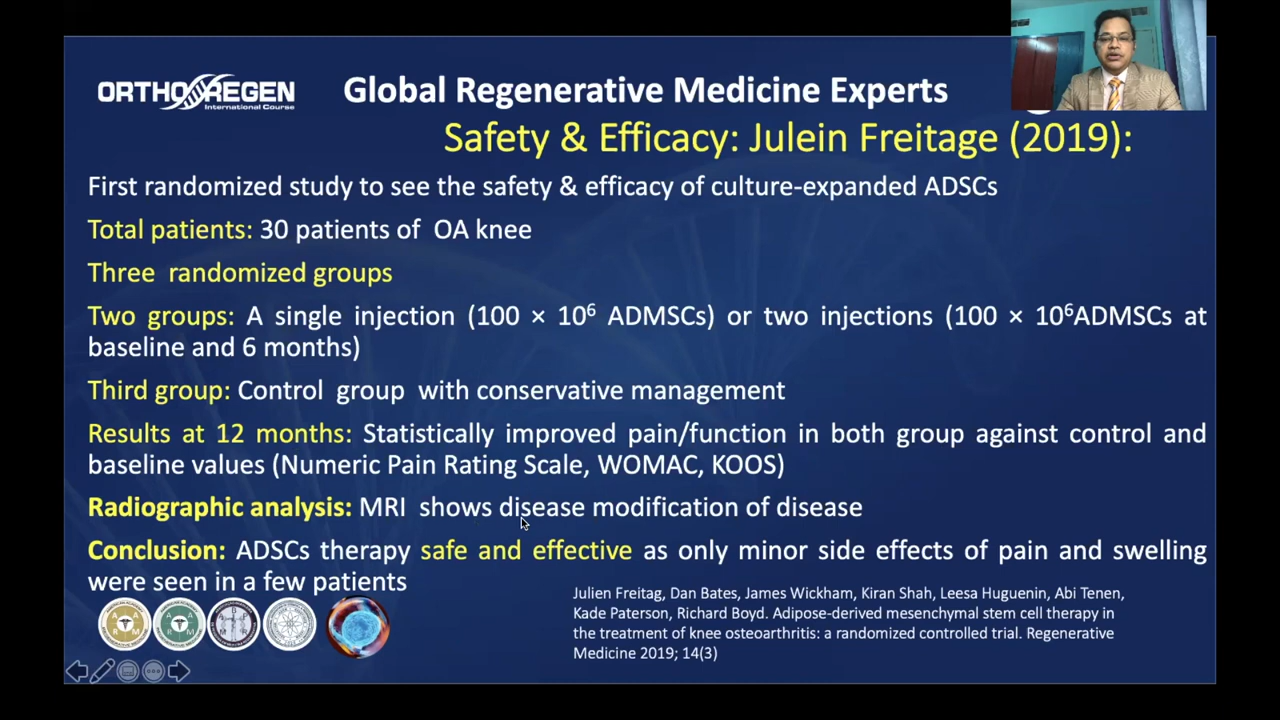 ORTHO REGEN
International Course
Global Regenerative Medicine Experts
Safety & Efficacy: Julein Freitage (2019):
First randomized study to see the safety & efficacy of culture-expanded ADSCs
Total patients: 30 patients of OA knee
Three randomized groups
Two groups: A single injection (100 × 10⁶ ADMSCs) or two injections (100 × 10⁶ADMSCs at
baseline and 6 months)
Third group: Control group with conservative management
Results at 12 months: Statistically improved pain/function in both group against control and
baseline values (Numeric Pain Rating Scale, WOMAC, KOOS)
Radiographic analysis: MRI shows disease modification of disease
Conclusion: ADSCs therapy safe and effective as only minor side effects of pain and swelling
were seen in a few patients
Julien Freitag, Dan Bates, James Wickham, Kiran Shah, Leesa Huguenin, Abi Tenen,
Kade Paterson, Richard Boyd. Adipose-derived mesenchymal stem cell therapy in
the treatment of knee osteoarthritis: a randomized controlled trial. Regenerative
Medicine 2019; 14(3)